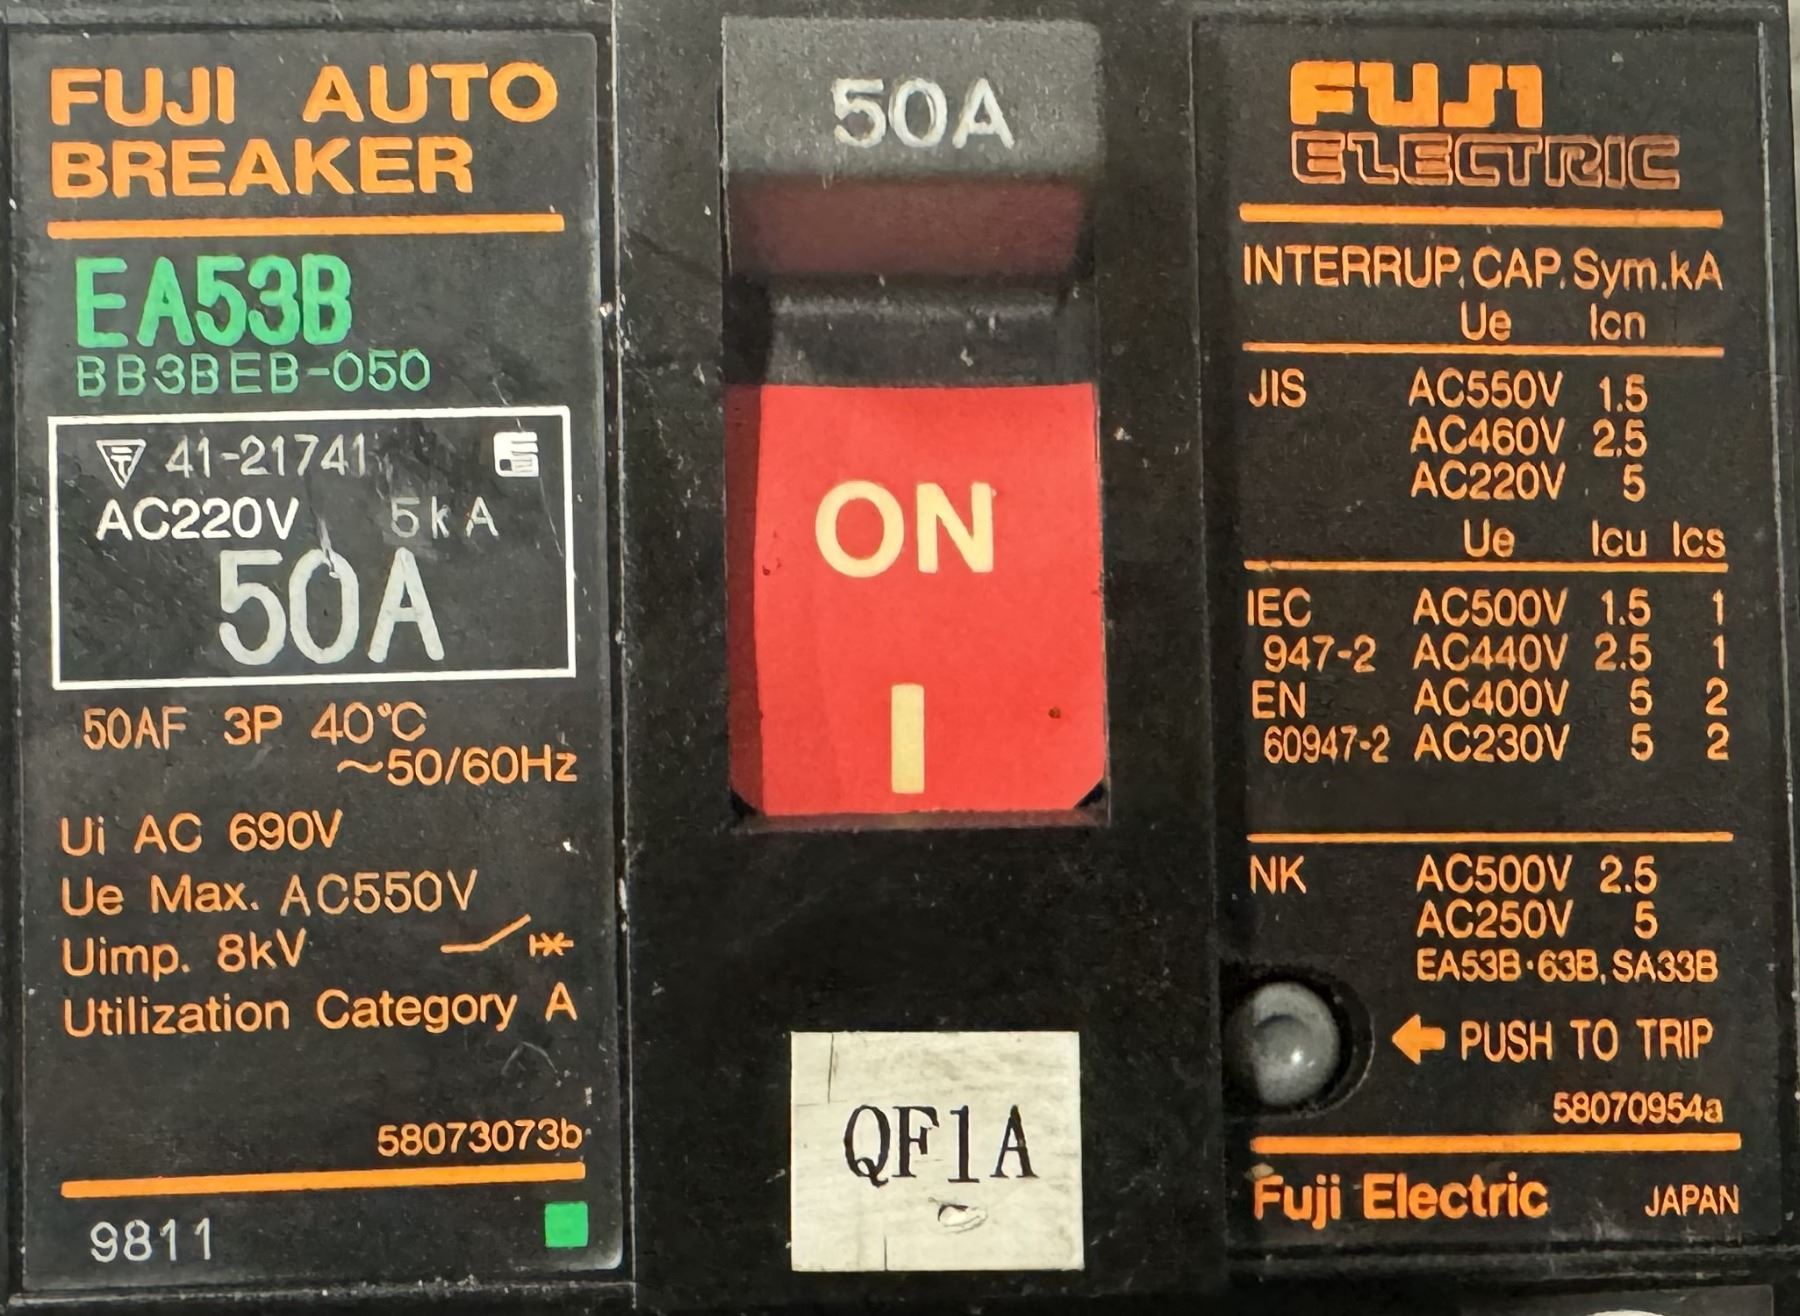 FUJI AUTO
BREAKER
EA53B
BB3BEB-050
41-21741
AC220V 5kA
50A
50AF 3P 40°C
~50/60Hz
Ui AC 690V
Ue Max. AC550V
Uimp. 8kV
Utilization Category A
58073073b
9811
50A
ON
I
QF1A
FUJI
ELECTRIC
INTERRUP. CAP. Sym.kA
Ue Icn
JIS AC550V 1.5
AC460V 2.5
AC220V 5
Ue Icu Ics
IEC AC500V 1.5 1
947-2 AC440V 2.5 1
EN AC400V 5 2
60947-2 AC230V 5 2
NK AC500V 2.5
AC250V 5
EA53B·63B, SA33B
PUSH TO TRIP
58070954a
Fuji Electric JAPAN